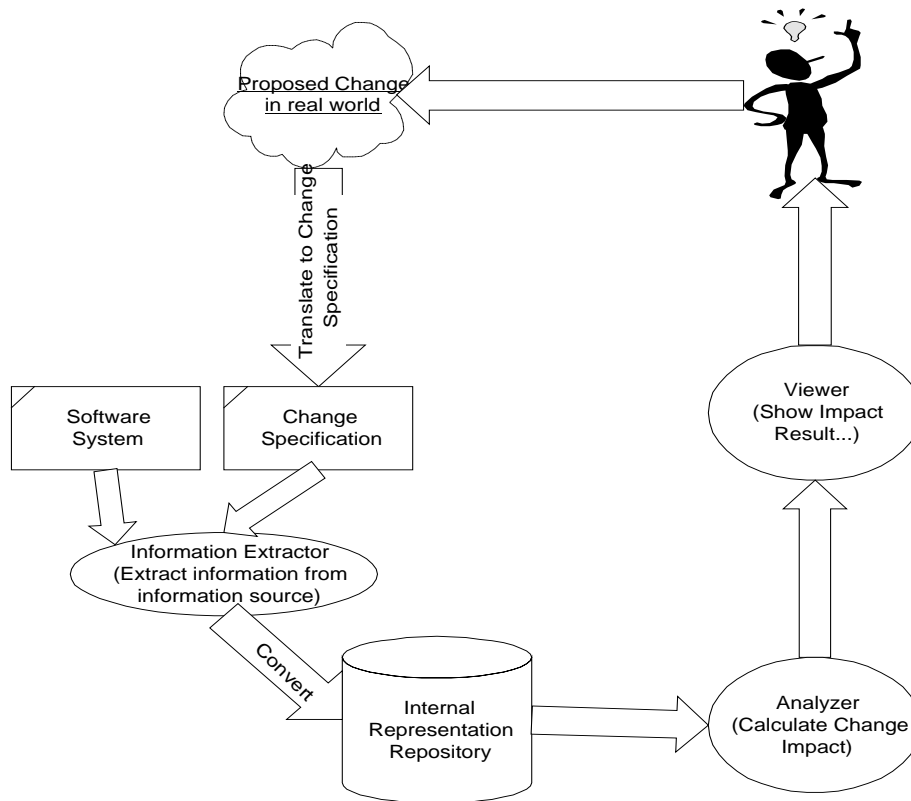 Proposed Change
in real world
Translate to Change
Specification
Software
System
Change
Specification
Information Extractor
(Extract information from
information source)
Convert
Internal
Representation
Repository
Analyzer
(Calculate Change
Impact)
Viewer
(Show Impact
Result...)